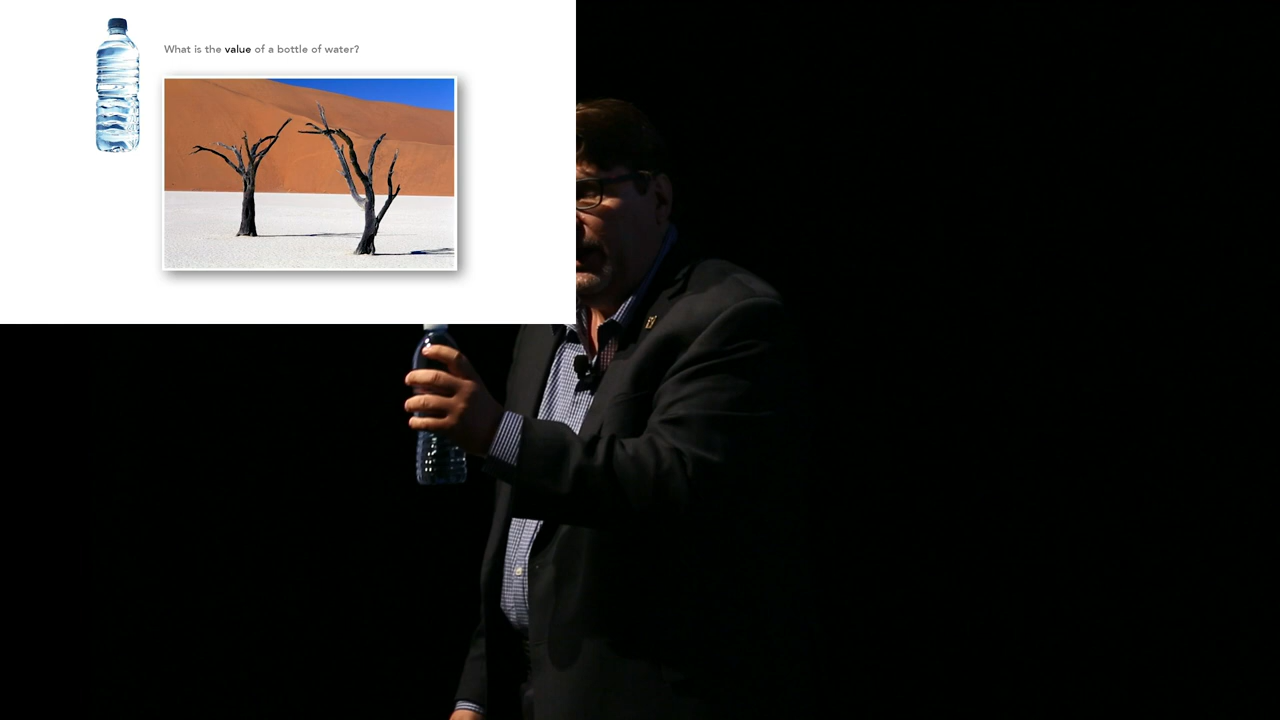 What is the value of a bottle of water?